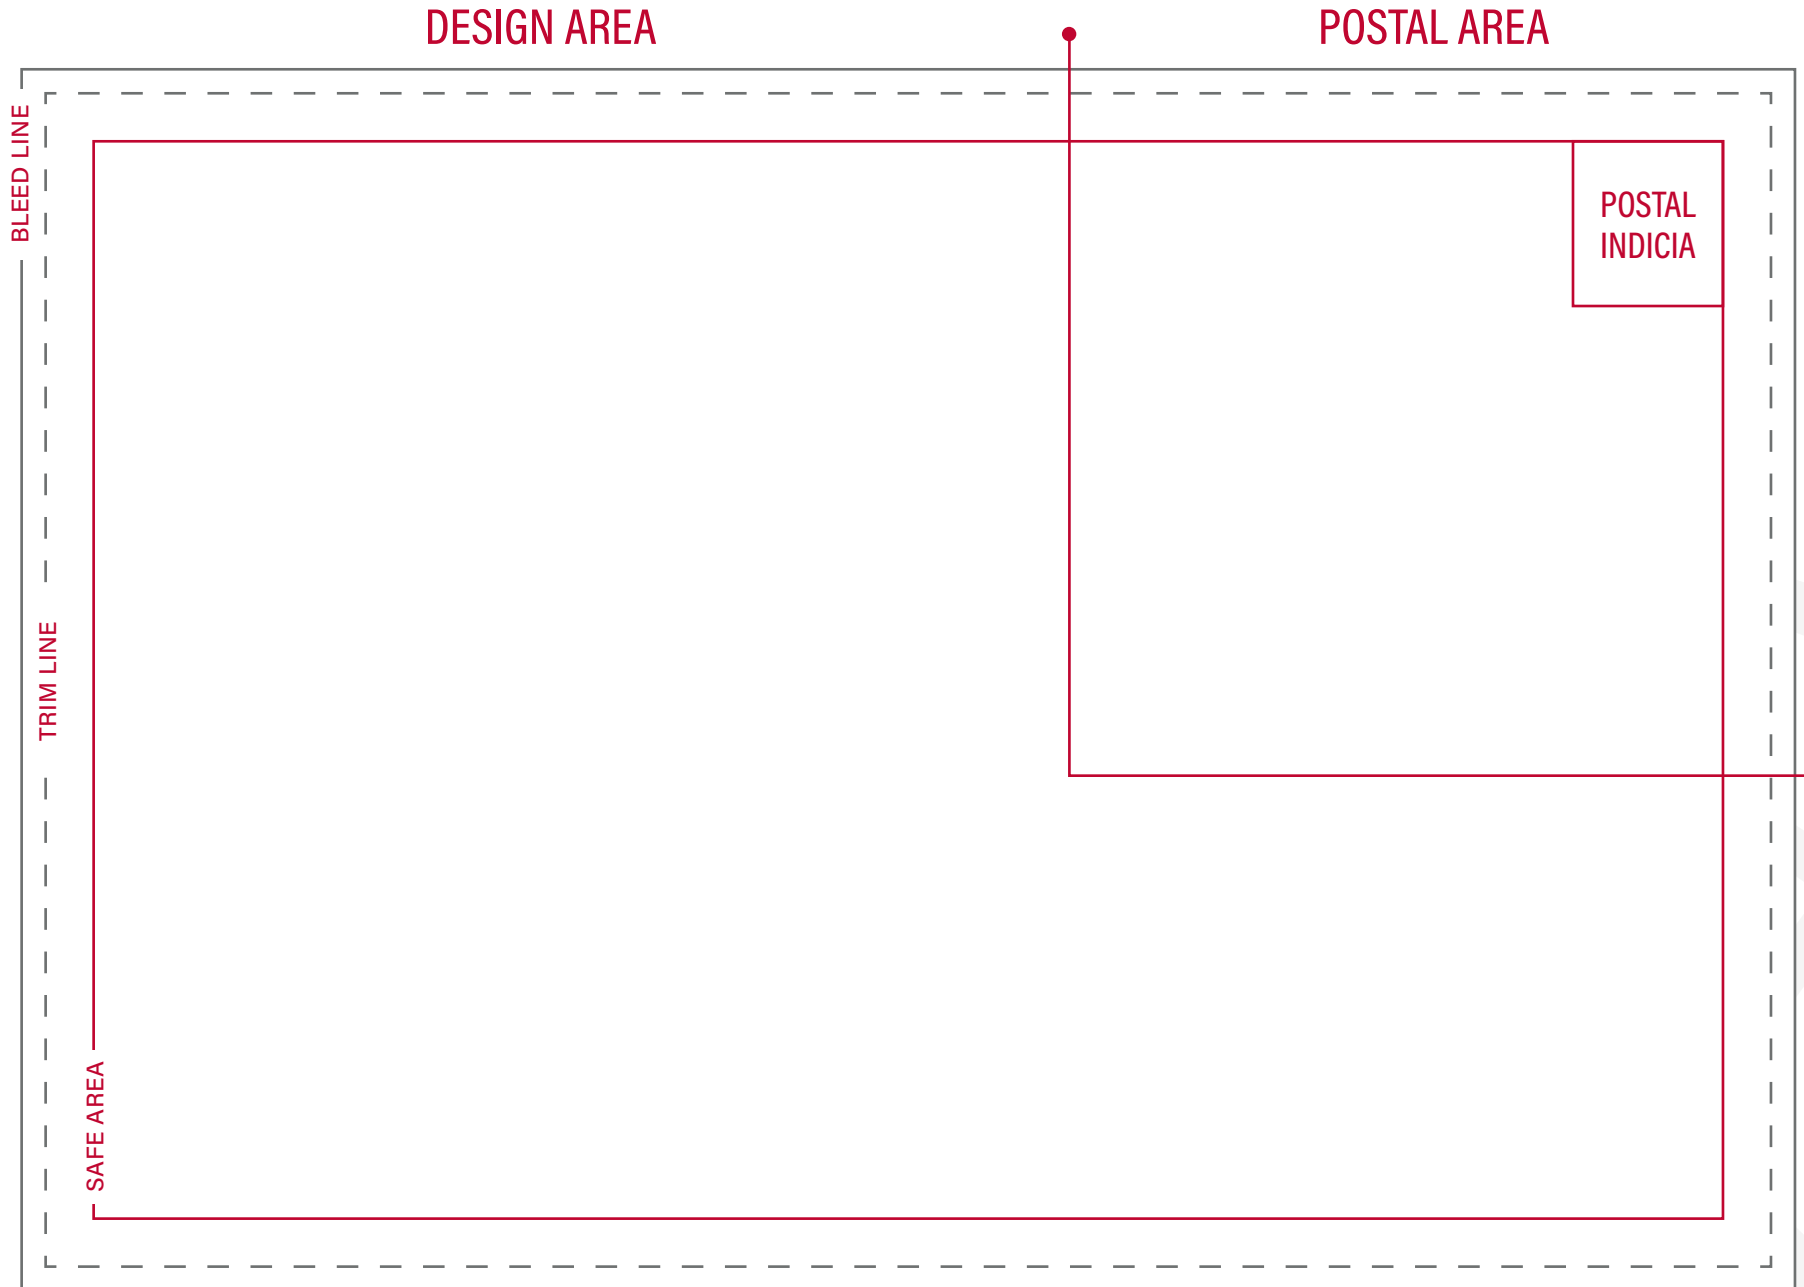 DESIGN AREA
POSTAL AREA
BLEED LINE
POSTAL
INDICIA
TRIM LINE
SAFE AREA